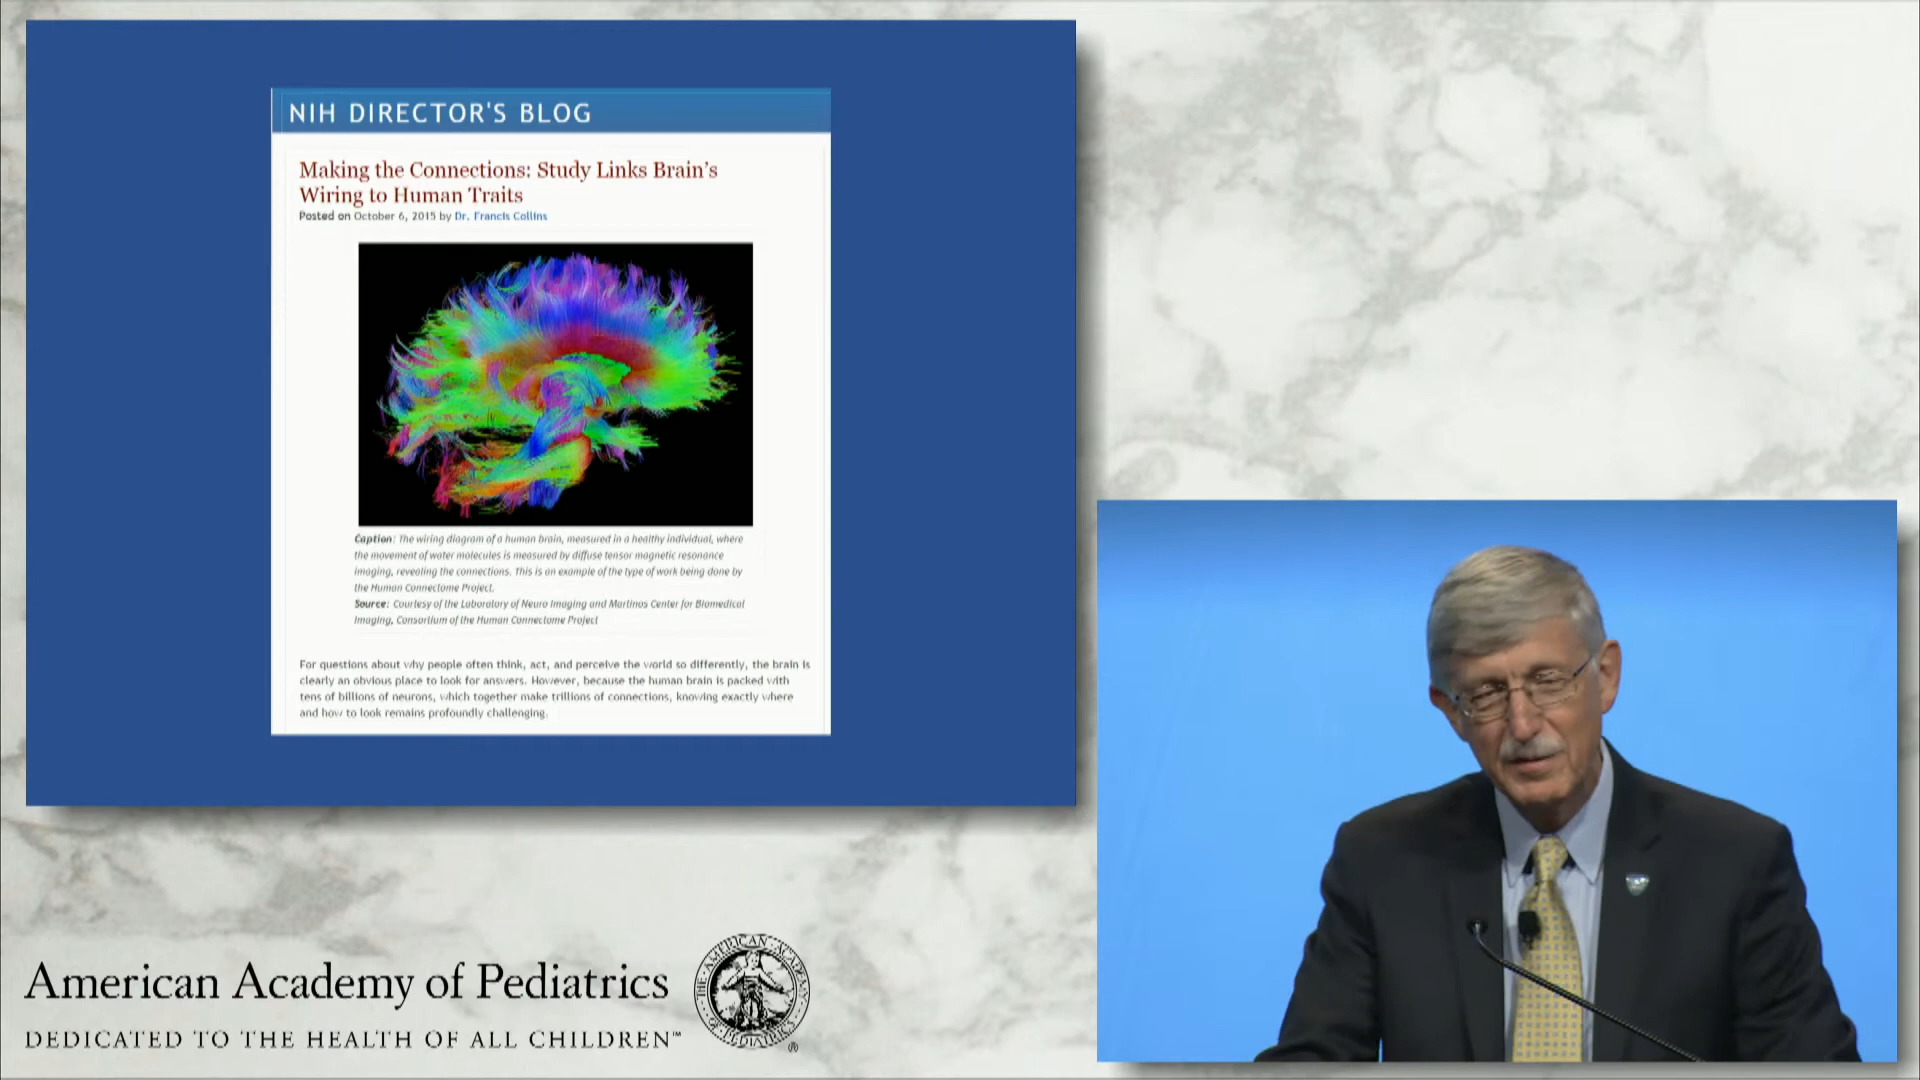 NIH DIRECTOR'S BLOG
Making the Connections: Study Links Brain's
Wiring to Human Traits
Posted on October 6, 2015 by Dr. Francis Collins
Caption: The wiring diagram of a human brain, measured in a healthy individual, where
the movement of water molecules is measured by diffuse tensor magnetic resonance
imaging, revealing the connections. This is an example of the type of work being done by
the Human Connectome Project.
Source: Courtesy of the Laboratory of Neuro Imaging and Martinos Center for Biomedical
Imaging, Consortium of the Human Connectome Project
For questions about why people often think, act, and perceive the world so differently, the brain is
clearly an obvious place to look for answers. However, because the human brain is packed with
tens of billions of neurons, which together make trillions of connections, knowing exactly where
and how to look remains profoundly challenging.
American Academy of Pediatrics
DEDICATED TO THE HEALTH OF ALL CHILDREN™
THE AMERICAN ACADEMY OF PEDIATRICS
®